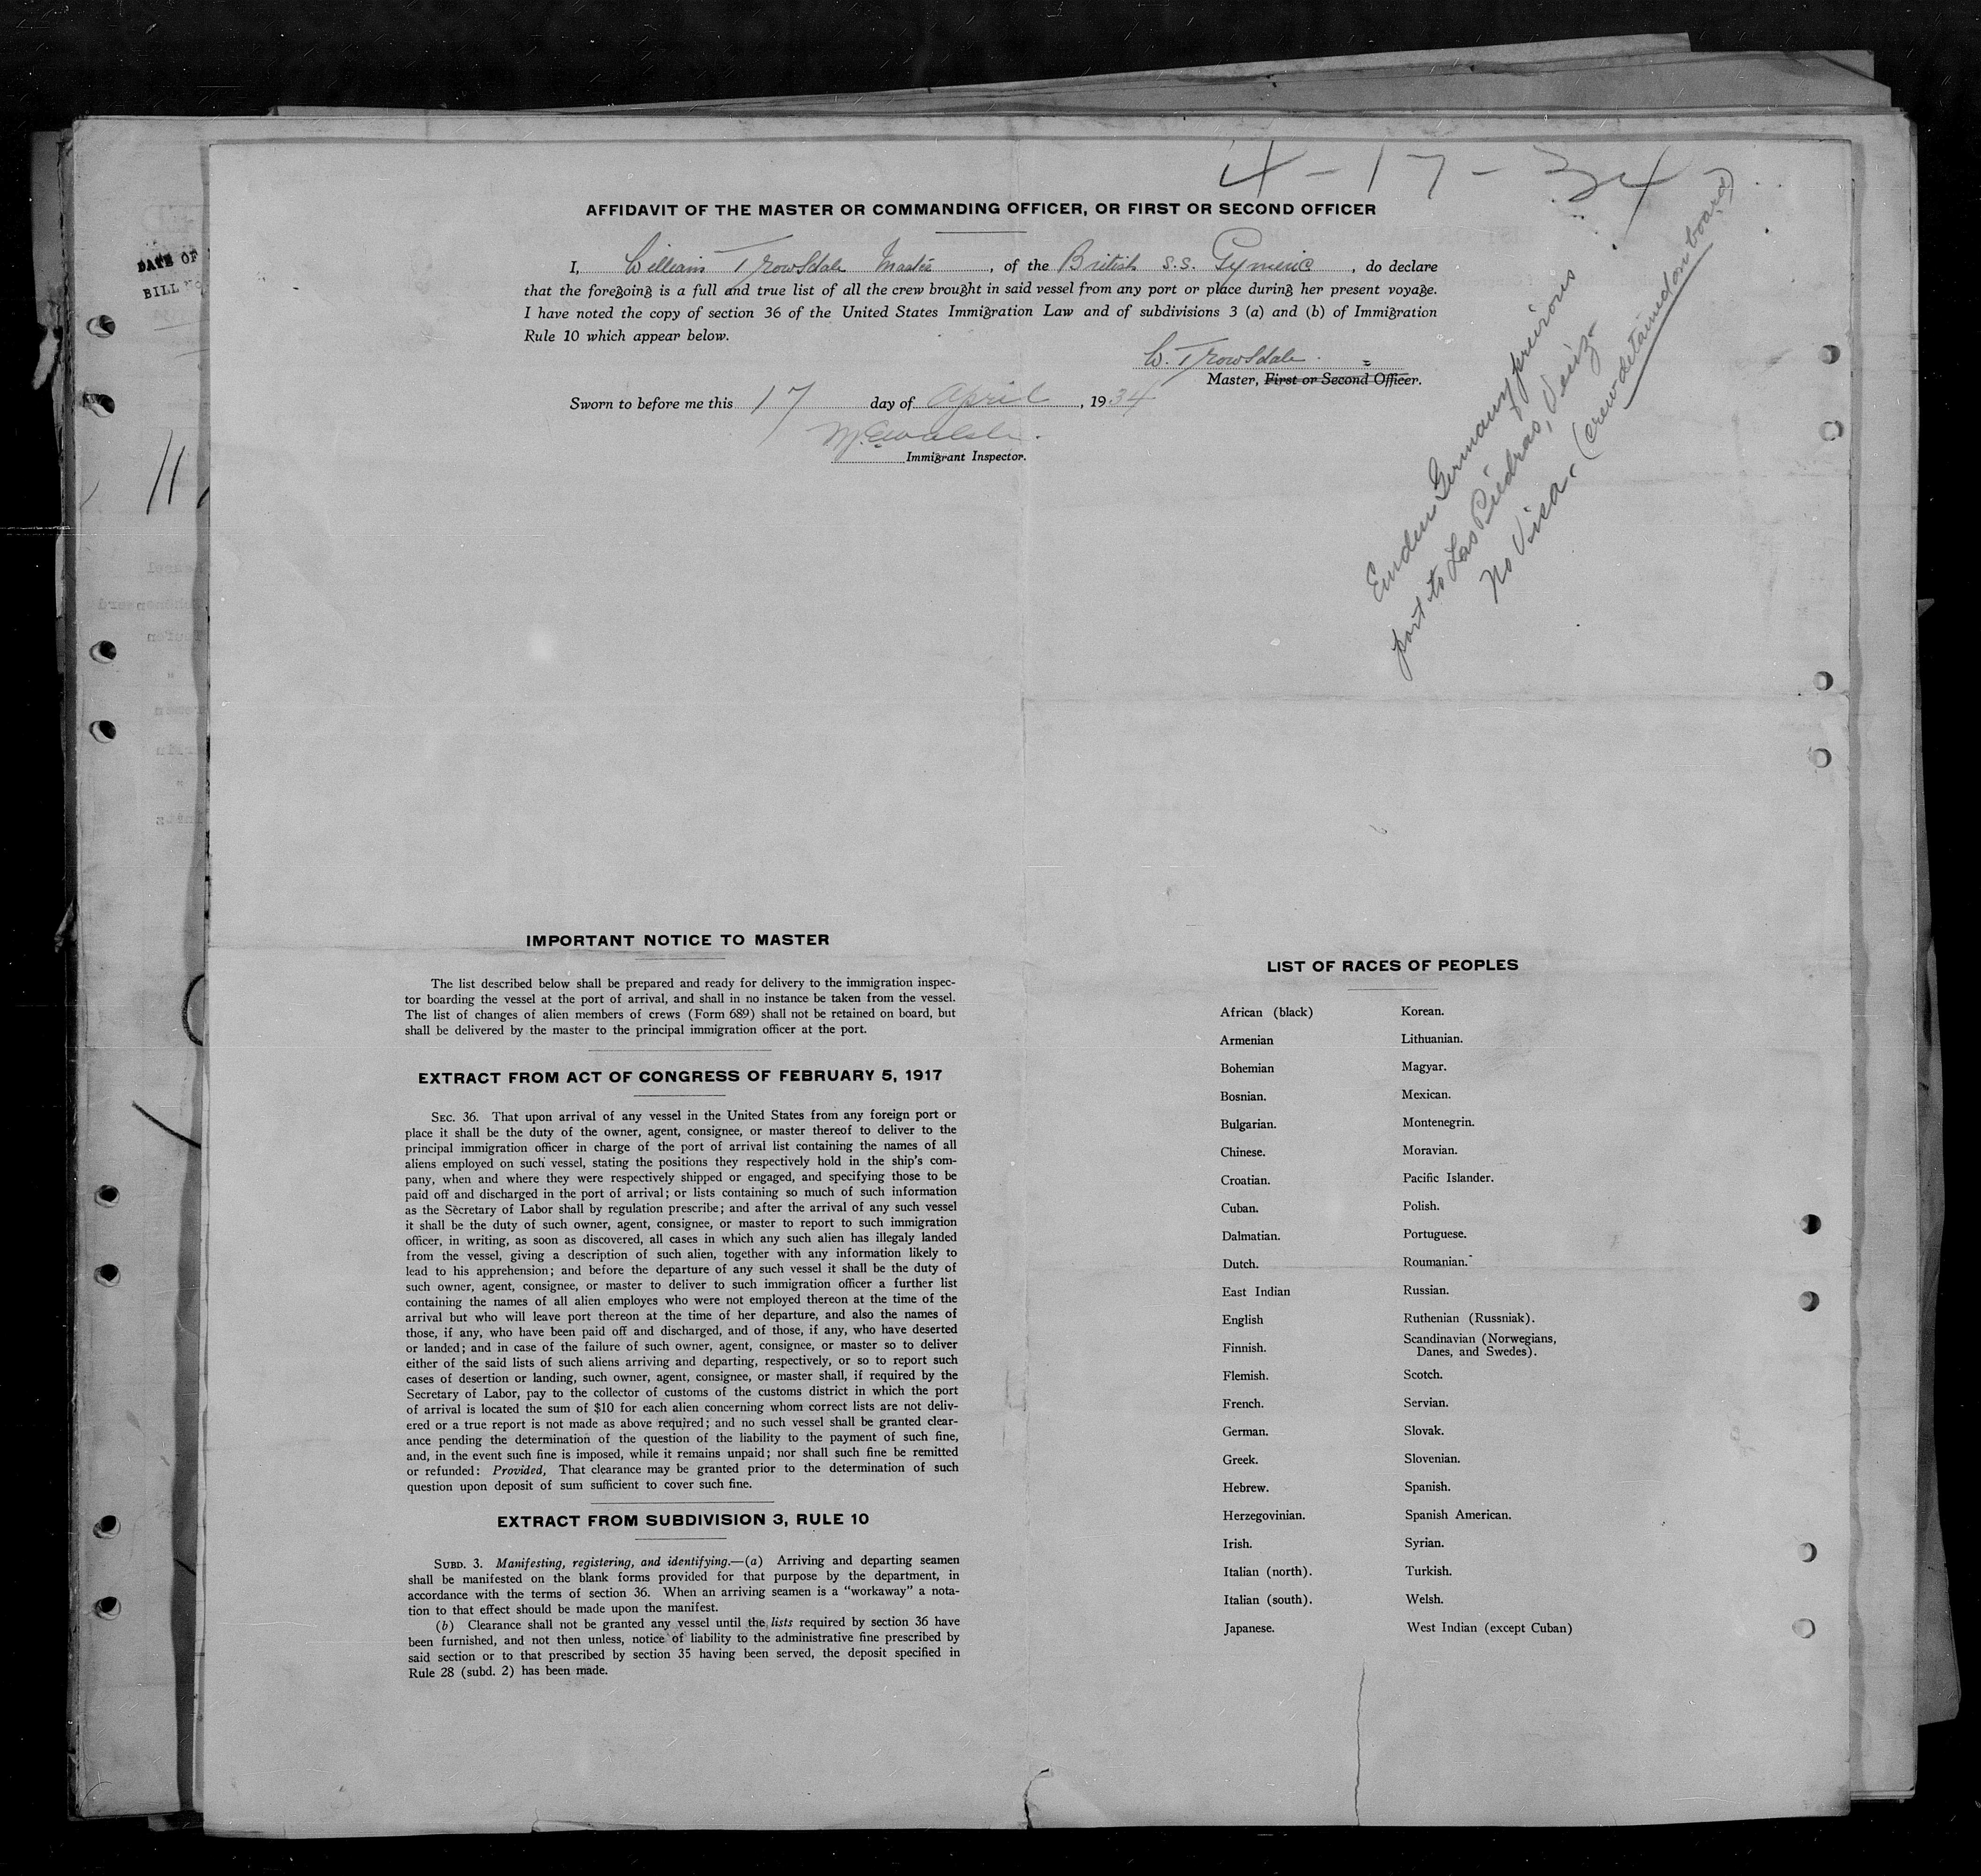 4-17-34
AFFIDAVIT OF THE MASTER OR COMMANDING OFFICER, OR FIRST OR SECOND OFFICER
I, William Trowsdale Master, of the British S.S. Gymeric, do declare
that the foregoing is a full and true list of all the crew brought in said vessel from any port or place during her present voyage.
I have noted the copy of section 36 of the United States Immigration Law and of subdivisions 3 (a) and (b) of Immigration
Rule 10 which appear below.
W. Trowsdale.
Master, First or Second Officer.
Sworn to before me this 17 day of April, 1934
Immigrant Inspector.
Emden Germany previous
port to Las Piedras, Venz.
No Visa. (crew detained on board)
DATE OF
BILL No
11
IMPORTANT NOTICE TO MASTER
The list described below shall be prepared and ready for delivery to the immigration inspec-
tor boarding the vessel at the port of arrival, and shall in no instance be taken from the vessel.
The list of changes of alien members of crews (Form 689) shall not be retained on board, but
shall be delivered by the master to the principal immigration officer at the port.
EXTRACT FROM ACT OF CONGRESS OF FEBRUARY 5, 1917
SEC. 36. That upon arrival of any vessel in the United States from any foreign port or
place it shall be the duty of the owner, agent, consignee, or master thereof to deliver to the
principal immigration officer in charge of the port of arrival list containing the names of all
aliens employed on such vessel, stating the positions they respectively hold in the ship's com-
pany, when and where they were respectively shipped or engaged, and specifying those to be
paid off and discharged in the port of arrival; or lists containing so much of such information
as the Secretary of Labor shall by regulation prescribe; and after the arrival of any such vessel
it shall be the duty of such owner, agent, consignee, or master to report to such immigration
officer, in writing, as soon as discovered, all cases in which any such alien has illegaly landed
from the vessel, giving a description of such alien, together with any information likely to
lead to his apprehension; and before the departure of any such vessel it shall be the duty of
such owner, agent, consignee, or master to deliver to such immigration officer a further list
containing the names of all alien employes who were not employed thereon at the time of the
arrival but who will leave port thereon at the time of her departure, and also the names of
those, if any, who have been paid off and discharged, and of those, if any, who have deserted
or landed; and in case of the failure of such owner, agent, consignee, or master so to deliver
either of the said lists of such aliens arriving and departing, respectively, or so to report such
cases of desertion or landing, such owner, agent, consignee, or master shall, if required by the
Secretary of Labor, pay to the collector of customs of the customs district in which the port
of arrival is located the sum of $10 for each alien concerning whom correct lists are not deliv-
ered or a true report is not made as above required; and no such vessel shall be granted clear-
ance pending the determination of the question of the liability to the payment of such fine,
and, in the event such fine is imposed, while it remains unpaid; nor shall such fine be remitted
or refunded: Provided, That clearance may be granted prior to the determination of such
question upon deposit of sum sufficient to cover such fine.
EXTRACT FROM SUBDIVISION 3, RULE 10
SUBD. 3. Manifesting, registering, and identifying.—(a) Arriving and departing seamen
shall be manifested on the blank forms provided for that purpose by the department, in
accordance with the terms of section 36. When an arriving seamen is a "workaway" a nota-
tion to that effect should be made upon the manifest.
(b) Clearance shall not be granted any vessel until the lists required by section 36 have
been furnished, and not then unless, notice of liability to the administrative fine prescribed by
said section or to that prescribed by section 35 having been served, the deposit specified in
Rule 28 (subd. 2) has been made.
LIST OF RACES OF PEOPLES
African (black)
Armenian
Bohemian
Bosnian.
Bulgarian.
Chinese.
Croatian.
Cuban.
Dalmatian.
Dutch.
East Indian
English
Finnish.
Flemish.
French.
German.
Greek.
Hebrew.
Herzegovinian.
Irish.
Italian (north).
Italian (south).
Japanese.
Korean.
Lithuanian.
Magyar.
Mexican.
Montenegrin.
Moravian.
Pacific Islander.
Polish.
Portuguese.
Roumanian.
Russian.
Ruthenian (Russniak).
Scandinavian (Norwegians,
Danes, and Swedes).
Scotch.
Servian.
Slovak.
Slovenian.
Spanish.
Spanish American.
Syrian.
Turkish.
Welsh.
West Indian (except Cuban)